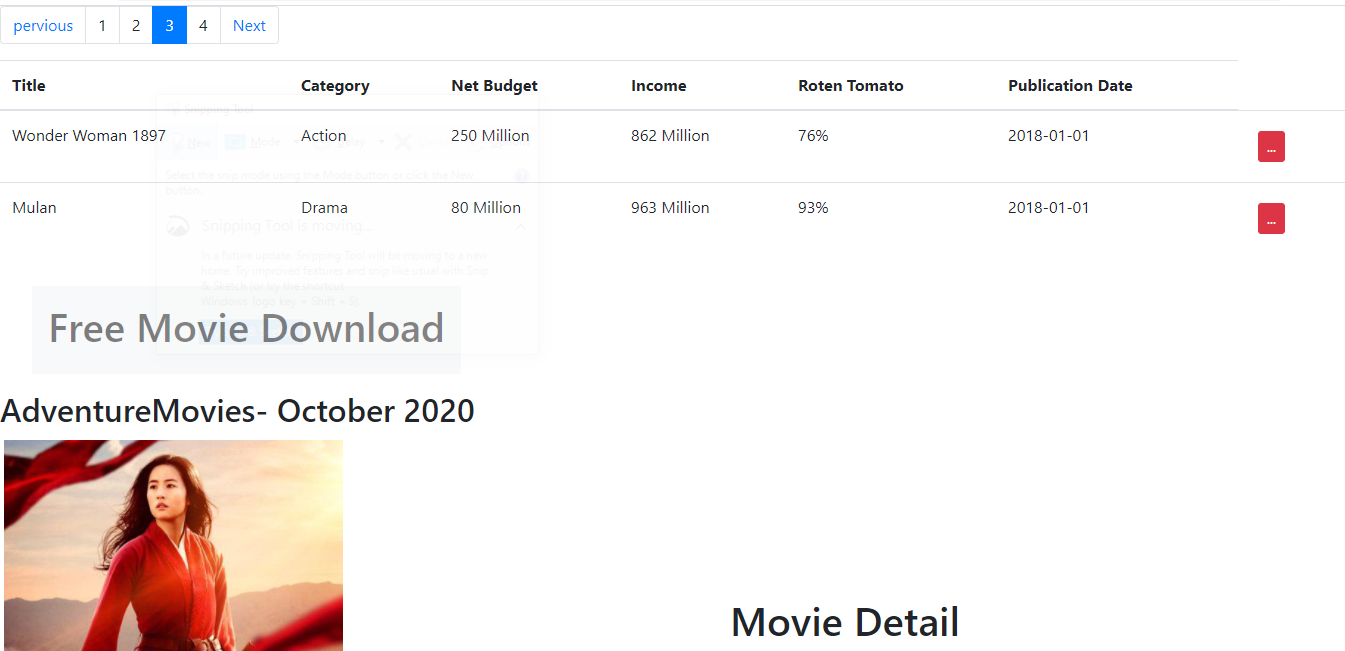 pervious 1 2 3 4 Next
Title Category Net Budget Income Roten Tomato Publication Date
Snipping Tool
Wonder Woman 1897 Action 250 Million 862 Million 76% 2018-01-01 ...
New Mode
Select the snip mode using the Mode button or click the New
button.
Mulan Drama 80 Million 963 Million 93% 2018-01-01 ...
Snipping Tool is moving...
In a future update, Snipping Tool will be moving to a new
home. Try improved features and snip like usual with Snip
& Sketch (or try the shortcut
Windows logo key + Shift + S).
Free Movie Download
AdventureMovies- October 2020
Movie Detail